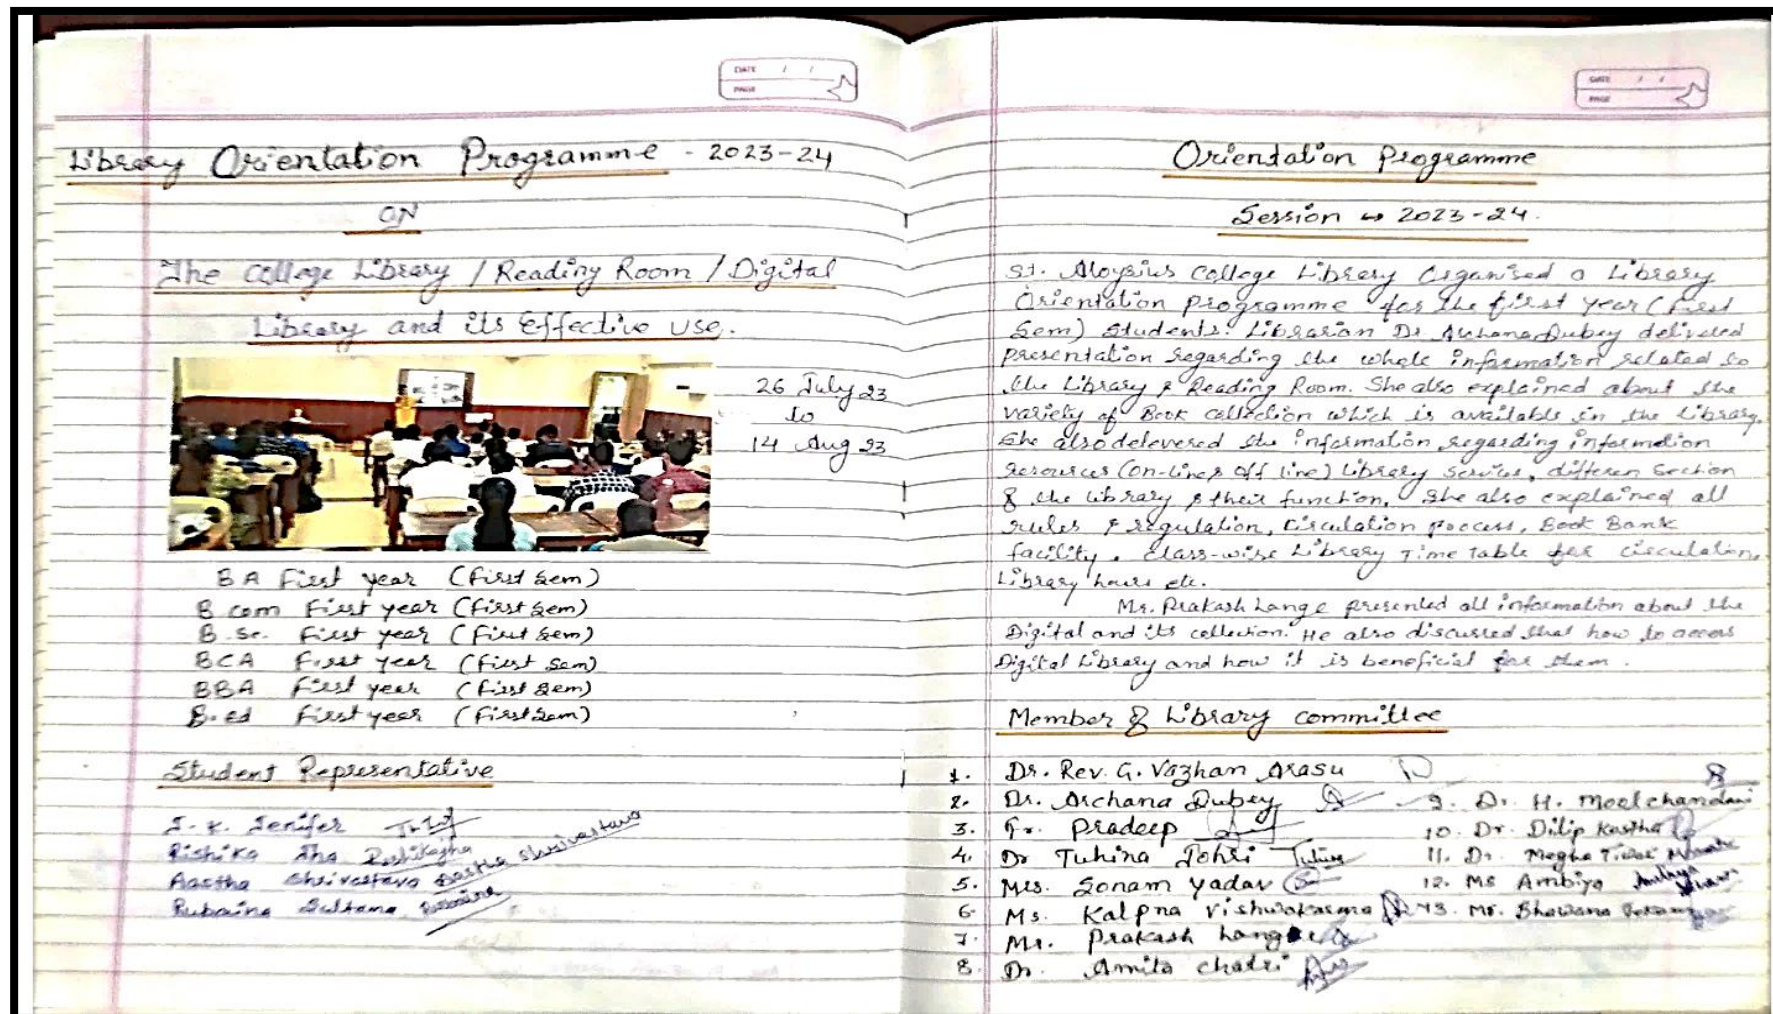 DATE / /
PAGE
Library Orientation Programme - 2023-24
ON
The College Library / Reading Room / Digital
Library and its Effective Use.
26 July 23
to
14 Aug 23
BA First year (First Sem)
B com First year (First Sem)
B.Sc. First year (First Sem)
BCA First year (First Sem)
BBA First year (First Sem)
B.ed First year (First Sem)
Student Representative
J. K. Jenifer
Rishika Jha Rishika Jha
Aastha Shrivastava Aastha Shrivastava
Rubaina Sultana Rubaina
DATE / /
PAGE
Orientation Programme
Session ↔ 2023-24.
St. Aloysius College Library Organised a Library
Orientation Programme for the first year (First
Sem) Students. Librarian Dr Archana Dubey delivered
presentation regarding the whole information related to
the Library & Reading Room. She also explained about the
variety of Book collection which is available in the Library.
She also delevered the information regarding information
resources (on-line & off line) Library Services, differen Section
of the library & their function. She also explained all
rules & regulation, Circulation process, Book Bank
facility. Class-wise Library Time table for circulation,
Library hours etc.
Mr. Prakash Lange presented all information about the
Digital and its collection. He also discussed that how to access
Digital Library and how it is beneficial for them.
Member of Library committee
1. Dr. Rev. G. Vazhan Arasu
2. Dr. Archana Dubey
3. Fr. Pradeep
4. Dr Tuhina Johri Tuhina
5. Mrs. Sonam Yadav
6. Ms. Kalpna Vishwakarma
7. Mr. Prakash Lange
8. Dr. Amita Chatri
9. Dr. H. Moolchandani
10. Dr. Dilip Kastha
11. Dr. Megha Tiwari
12. Ms Ambiya
13. Mr. Bhawana